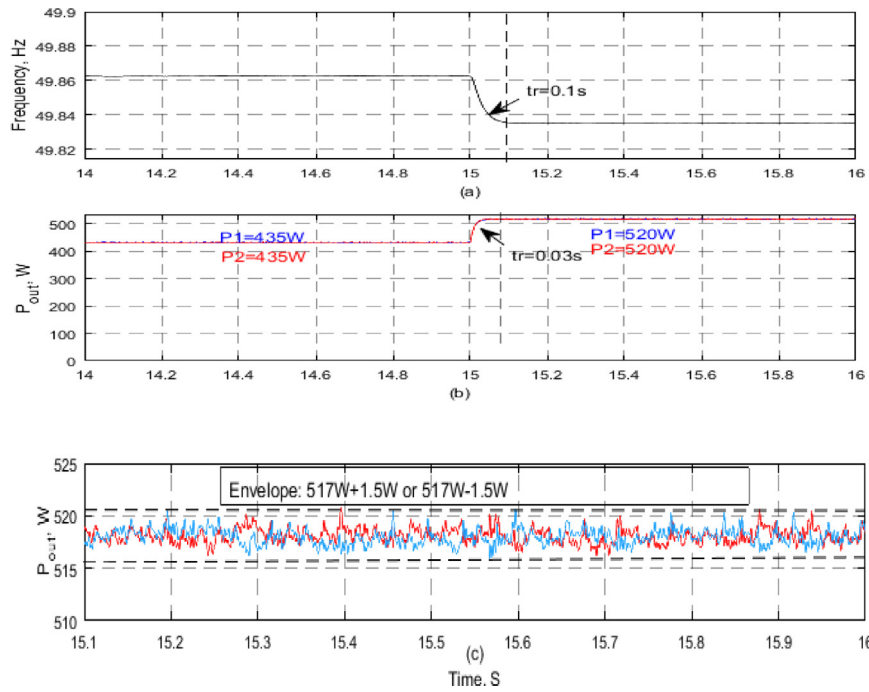 49.9
49.88
49.86
49.84
49.82
Frequency, Hz
tr=0.1s
14 14.2 14.4 14.6 14.8 15 15.2 15.4 15.6 15.8 16
(a)
500
400
300
200
100
0
P_out, W
P1=435W
P2=435W
tr=0.03s
P1=520W
P2=520W
14 14.2 14.4 14.6 14.8 15 15.2 15.4 15.6 15.8 16
(b)
525
520
515
510
P_out, W
Envelope: 517W+1.5W or 517W-1.5W
15.1 15.2 15.3 15.4 15.5 15.6 15.7 15.8 15.9 16
(c)
Time, S